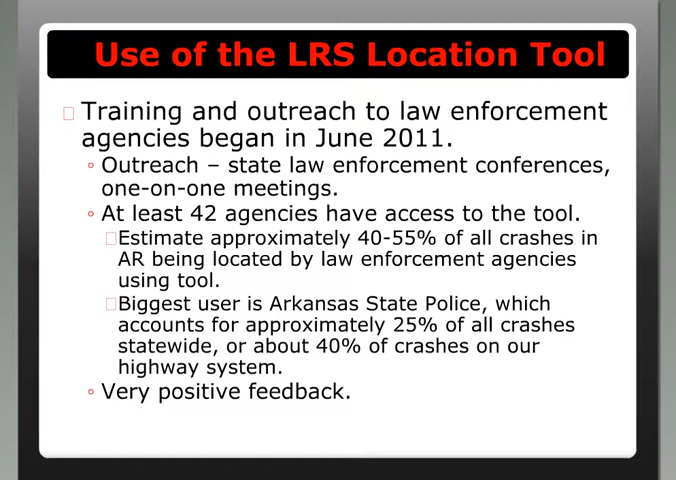 Use of the LRS Location Tool
Training and outreach to law enforcement
agencies began in June 2011.
◦ Outreach – state law enforcement conferences,
one-on-one meetings.
◦ At least 42 agencies have access to the tool.
Estimate approximately 40-55% of all crashes in
AR being located by law enforcement agencies
using tool.
Biggest user is Arkansas State Police, which
accounts for approximately 25% of all crashes
statewide, or about 40% of crashes on our
highway system.
◦ Very positive feedback.